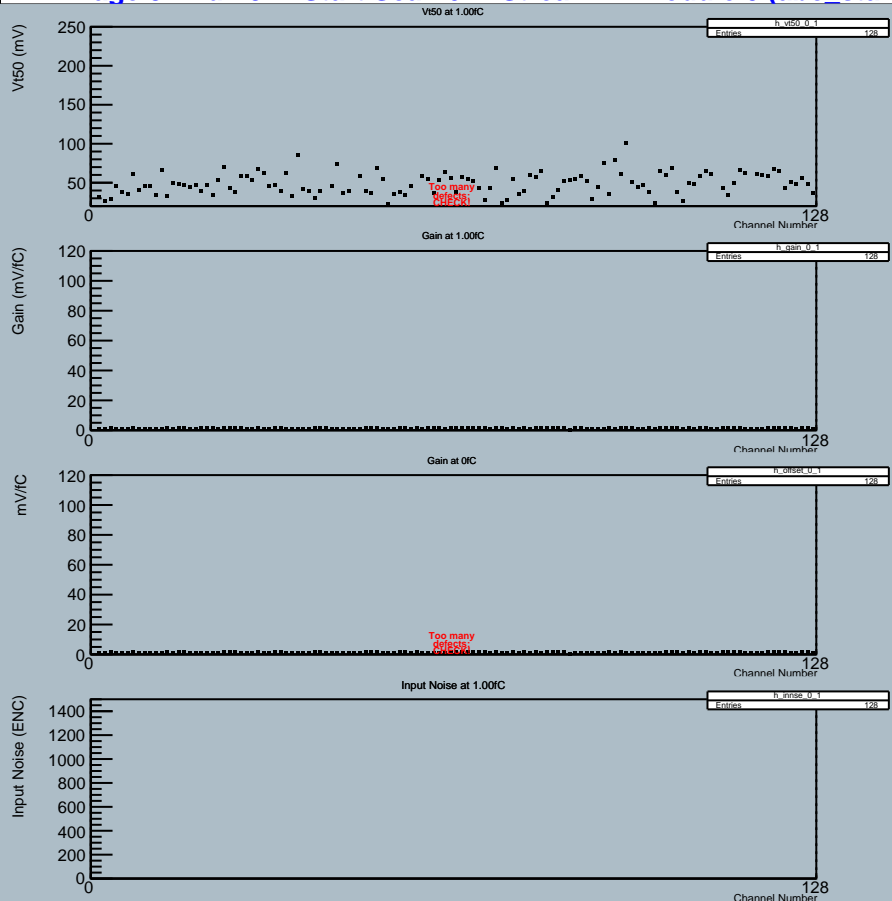 Vt50 at 1.00fC
h_vt50_0_1
Entries 128
Vt50 (mV)
250
200
150
100
50
Too many
defects:
CHECK!
0
128
Channel Number
Gain at 1.00fC
h_gain_0_1
Entries 128
Gain (mV/fC)
120
100
80
60
40
20
0
0
128
Channel Number
Gain at 0fC
h_offset_0_1
Entries 128
mV/fC
120
100
80
60
40
20
Too many
defects:
CHECK!
0
0
128
Channel Number
Input Noise at 1.00fC
h_innse_0_1
Entries 128
Input Noise (ENC)
1400
1200
1000
800
600
400
200
0
0
128
Channel Number